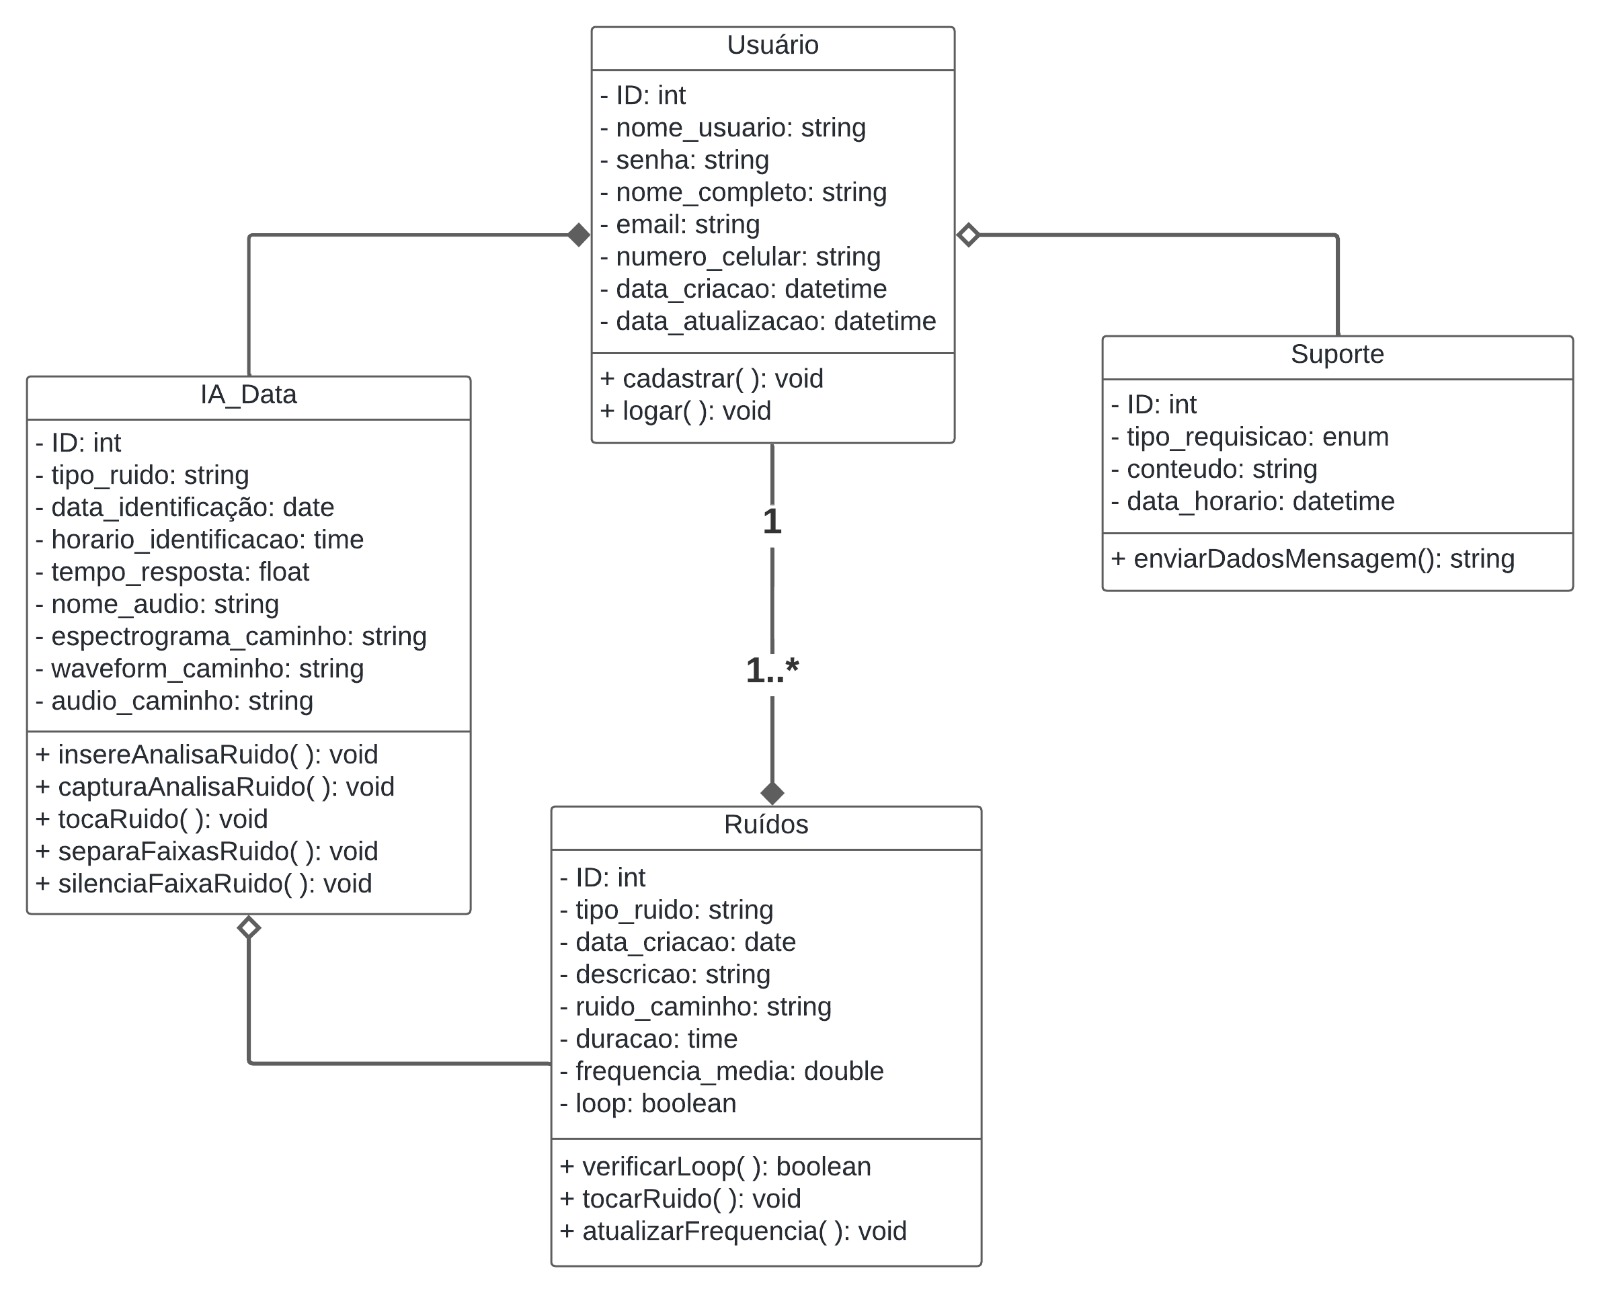 Usuário
- ID: int
- nome_usuario: string
- senha: string
- nome_completo: string
- email: string
- numero_celular: string
- data_criacao: datetime
- data_atualizacao: datetime
+ cadastrar( ): void
+ logar( ): void
IA_Data
- ID: int
- tipo_ruido: string
- data_identificação: date
- horario_identificacao: time
- tempo_resposta: float
- nome_audio: string
- espectrograma_caminho: string
- waveform_caminho: string
- audio_caminho: string
+ insereAnalisaRuido( ): void
+ capturaAnalisaRuido( ): void
+ tocaRuido( ): void
+ separaFaixasRuido( ): void
+ silenciaFaixaRuido( ): void
Suporte
- ID: int
- tipo_requisicao: enum
- conteudo: string
- data_horario: datetime
+ enviarDadosMensagem(): string
1
1..*
Ruídos
- ID: int
- tipo_ruido: string
- data_criacao: date
- descricao: string
- ruido_caminho: string
- duracao: time
- frequencia_media: double
- loop: boolean
+ verificarLoop( ): boolean
+ tocarRuido( ): void
+ atualizarFrequencia( ): void